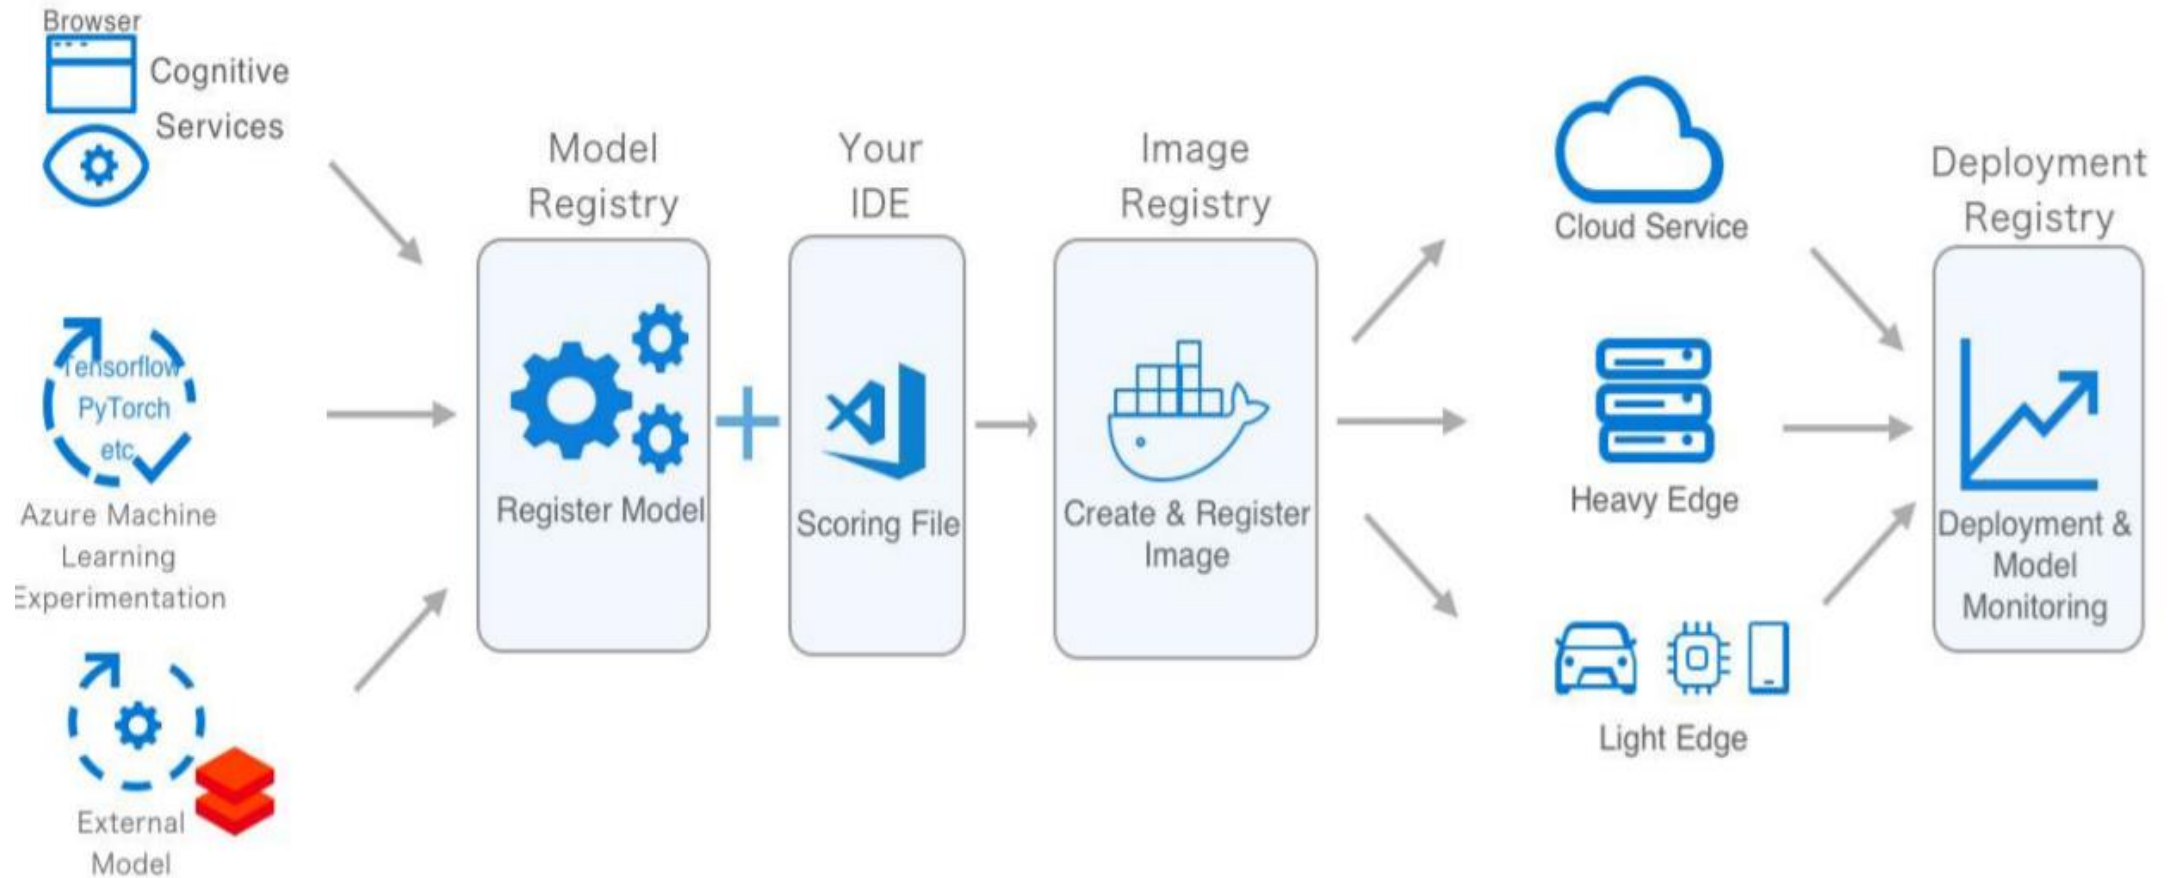 Browser
Cognitive
Services
Tensorflow
PyTorch
etc
Azure Machine
Learning
Experimentation
External
Model
Model
Registry
Register Model
Your
IDE
Scoring File
Image
Registry
Create & Register
Image
Cloud Service
Heavy Edge
Light Edge
Deployment
Registry
Deployment &
Model
Monitoring